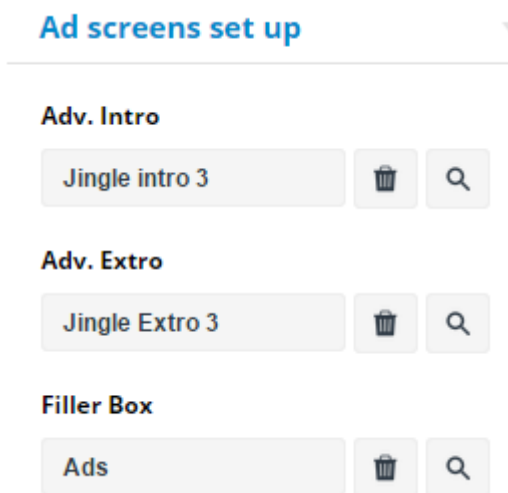 Ad screens set up
Adv. Intro
Jingle intro 3
Adv. Extro
Jingle Extro 3
Filler Box
Ads